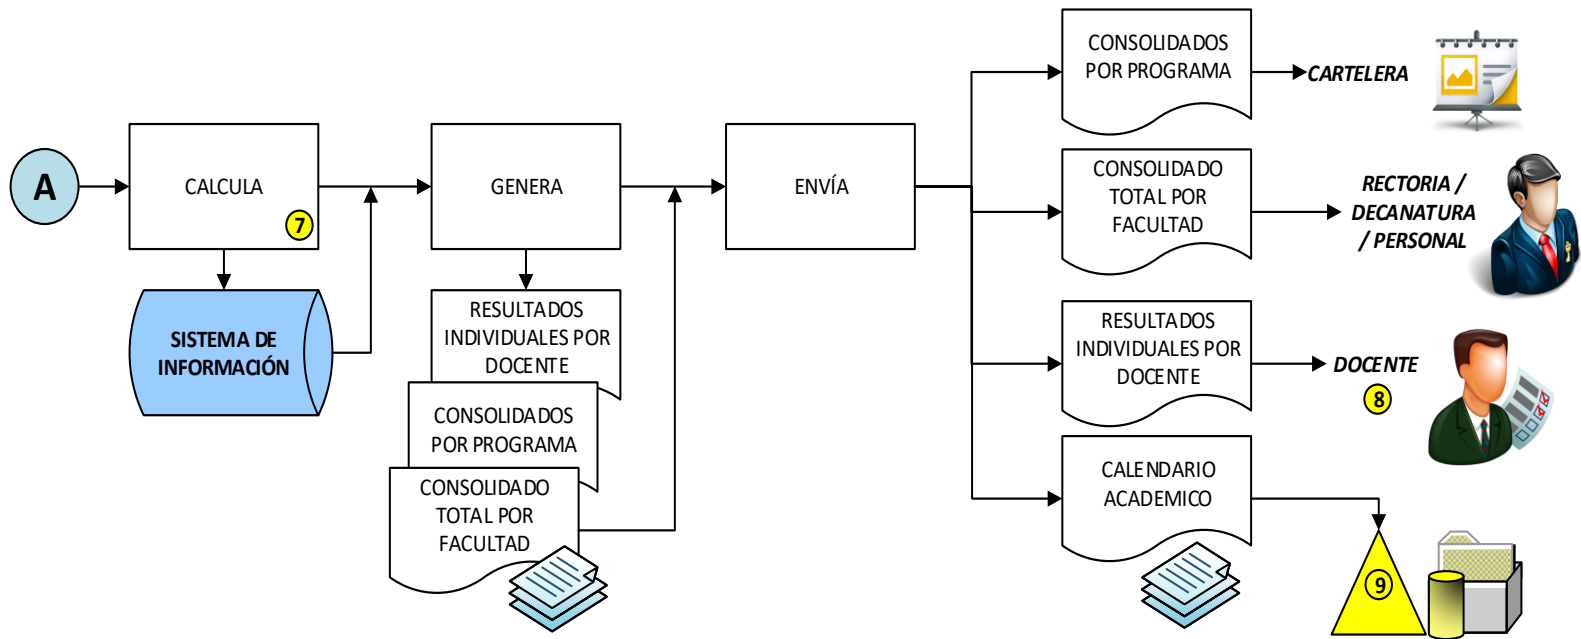 A
CALCULA
7
SISTEMA DE
INFORMACIÓN
GENERA
RESULTADOS
INDIVIDUALES POR
DOCENTE
CONSOLIDADOS
POR PROGRAMA
CONSOLIDADO
TOTAL POR
FACULTAD
ENVÍA
CONSOLIDADOS
POR PROGRAMA
CARTELERA
CONSOLIDADO
TOTAL POR
FACULTAD
RECTORIA /
DECANATURA
/ PERSONAL
RESULTADOS
INDIVIDUALES POR
DOCENTE
DOCENTE
8
CALENDARIO
ACADEMICO
9